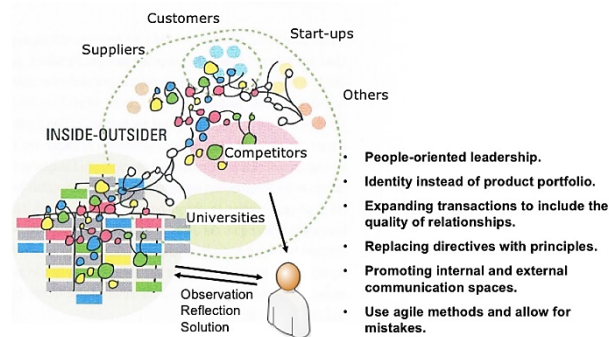 Customers
Start-ups
Suppliers
Others
INSIDE-OUTSIDER
Competitors
Universities
Observation
Reflection
Solution
• People-oriented leadership.
• Identity instead of product portfolio.
• Expanding transactions to include the
quality of relationships.
• Replacing directives with principles.
• Promoting internal and external
communication spaces.
• Use agile methods and allow for
mistakes.